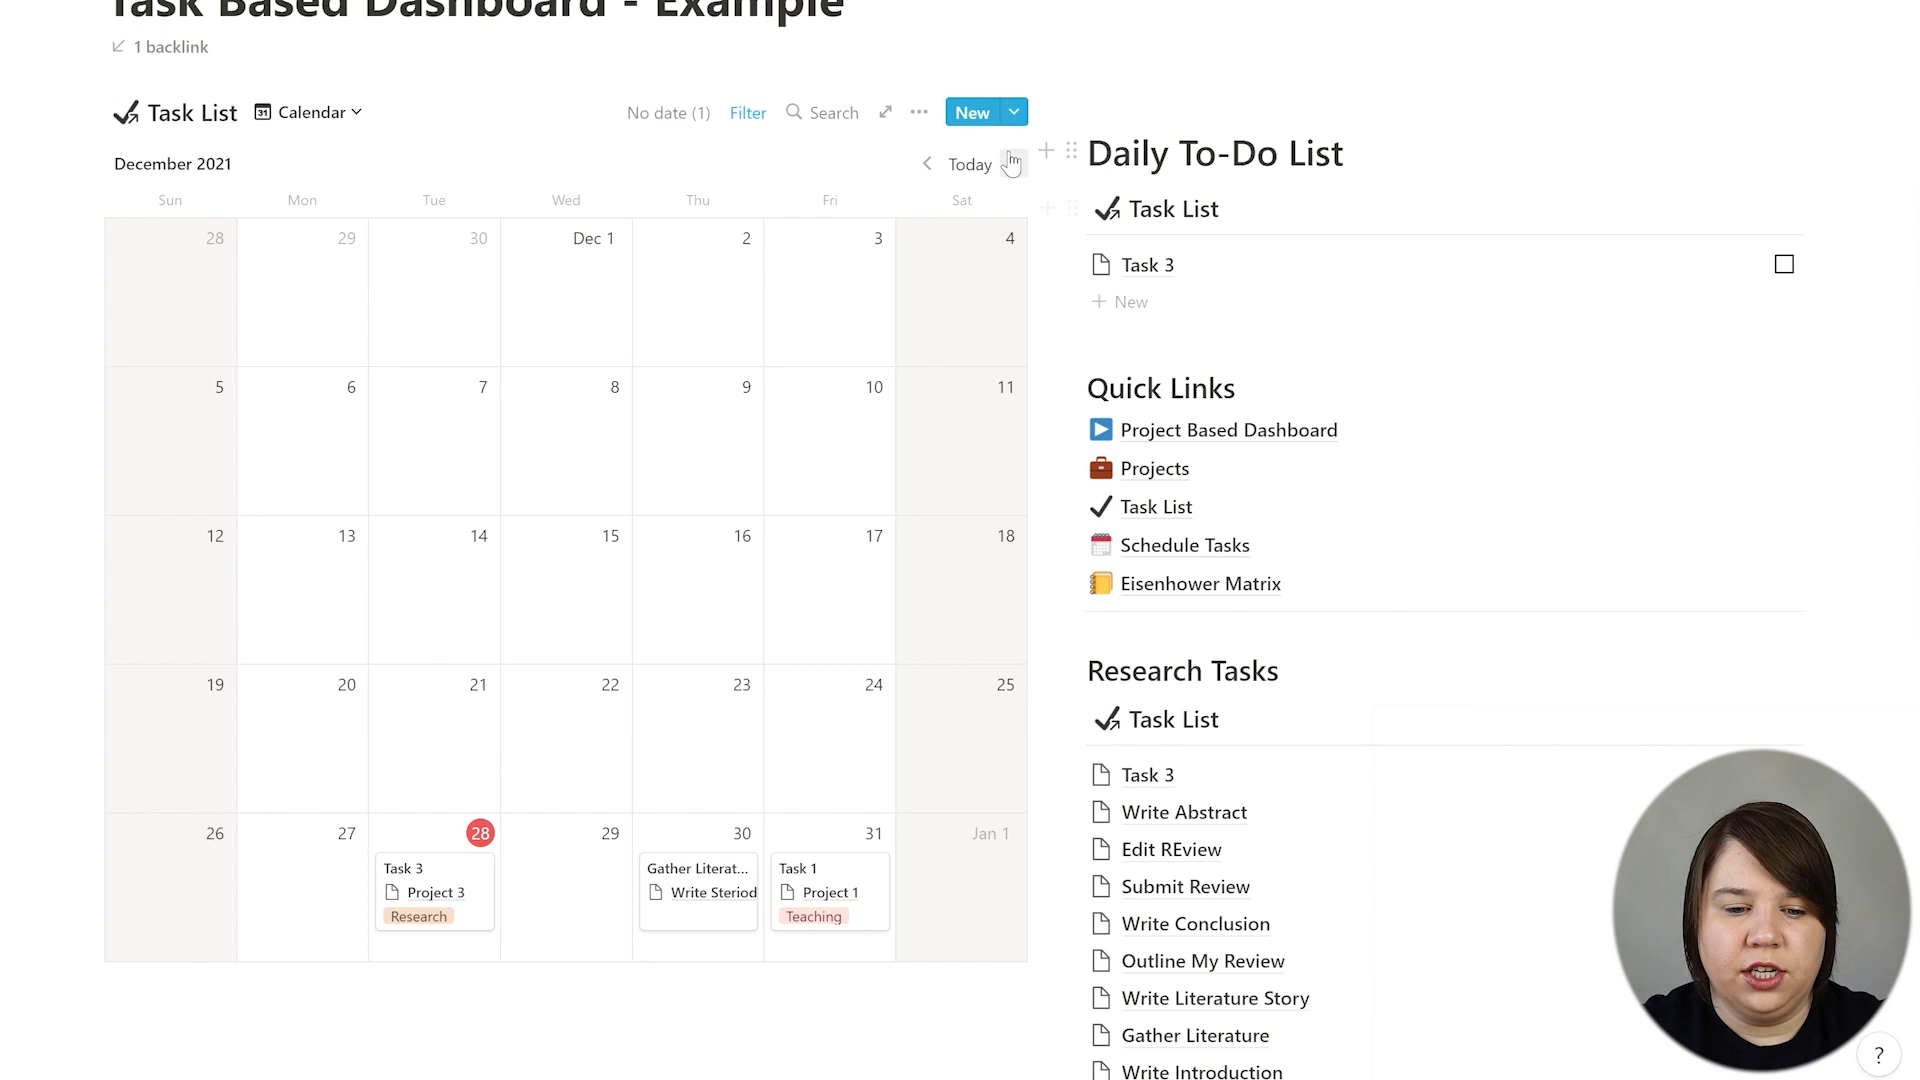 Task Based Dashboard - Example
1 backlink
Task List
Calendar
No date (1)
Filter
Search
New
December 2021
Today
Sun Mon Tue Wed Thu Fri Sat
28 29 30 Dec 1 2 3 4
5 6 7 8 9 10 11
12 13 14 15 16 17 18
19 20 21 22 23 24 25
26 27 28 29 30 31 Jan 1
Task 3
Project 3
Research
Gather Literat...
Write Steriod
Task 1
Project 1
Teaching
Daily To-Do List
Task List
Task 3
New
Quick Links
Project Based Dashboard
Projects
Task List
Schedule Tasks
Eisenhower Matrix
Research Tasks
Task List
Task 3
Write Abstract
Edit REview
Submit Review
Write Conclusion
Outline My Review
Write Literature Story
Gather Literature
Write Introduction
?